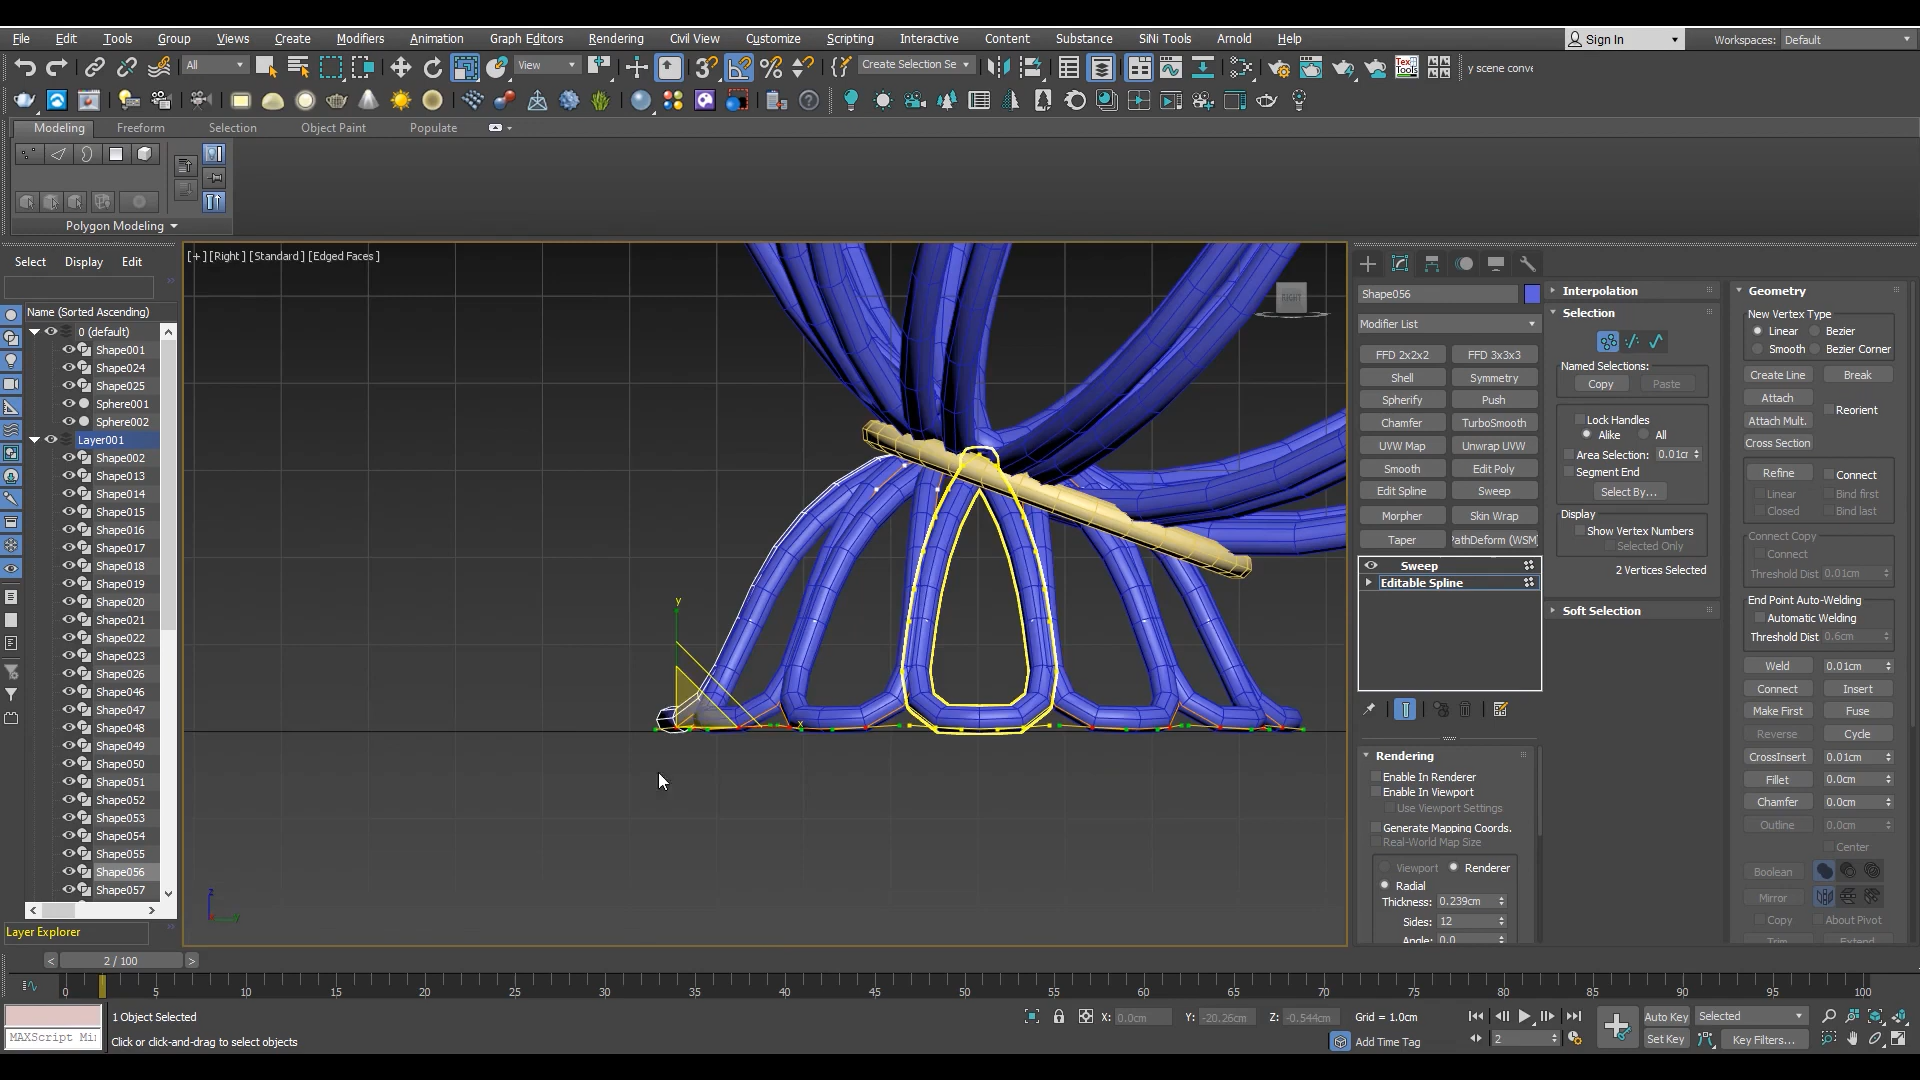 File Edit Tools Group Views Create Modifiers Animation Graph Editors Rendering Civil View Customize Scripting Interactive Content Substance SiNi Tools Arnold Help
Sign In
Workspaces: Default
All
View
Create Selection Se
y scene conve
Modeling Freeform Selection Object Paint Populate
Polygon Modeling
Select Display Edit
Name (Sorted Ascending)
0 (default)
Shape001
Shape024
Shape025
Sphere001
Sphere002
Layer001
Shape002
Shape013
Shape014
Shape015
Shape016
Shape017
Shape018
Shape019
Shape020
Shape021
Shape022
Shape023
Shape026
Shape046
Shape047
Shape048
Shape049
Shape050
Shape051
Shape052
Shape053
Shape054
Shape055
Shape056
Shape057
Layer Explorer
[+] [Right] [Standard] [Edged Faces]
RIGHT
y
x
z
y
Shape056
Modifier List
FFD 2x2x2 FFD 3x3x3
Shell Symmetry
Spherify Push
Chamfer TurboSmooth
UVW Map Unwrap UVW
Smooth Edit Poly
Edit Spline Sweep
Morpher Skin Wrap
Taper PathDeform (WSM)
Sweep
Editable Spline
Rendering
Enable In Renderer
Enable In Viewport
Use Viewport Settings
Generate Mapping Coords.
Real-World Map Size
Viewport Renderer
Radial
Thickness: 0.239cm
Sides: 12
Angle: 0.0
Interpolation
Selection
Named Selections:
Copy Paste
Lock Handles
Alike All
Area Selection: 0.01cr
Segment End
Select By...
Display
Show Vertex Numbers
Selected Only
2 Vertices Selected
Soft Selection
Geometry
New Vertex Type
Linear Bezier
Smooth Bezier Corner
Create Line Break
Attach
Reorient
Attach Mult.
Cross Section
Refine Connect
Linear Bind first
Closed Bind last
Connect Copy
Connect
Threshold Dist 0.01cm
End Point Auto-Welding
Automatic Welding
Threshold Dist 0.6cm
Weld 0.01cm
Connect Insert
Make First Fuse
Reverse Cycle
CrossInsert 0.01cm
Fillet 0.0cm
Chamfer 0.0cm
Outline 0.0cm
Center
Boolean
Mirror
Copy About Pivot
Trim Extend
< 2 / 100 >
0 5 10 15 20 25 30 35 40 45 50 55 60 65 70 75 80 85 90 95 100
1 Object Selected
X: 0.0cm Y: -20.26cm Z: -0.544cm Grid = 1.0cm
Auto Key Selected
MAXScript Mi
Click or click-and-drag to select objects
Add Time Tag
2
Set Key Key Filters...